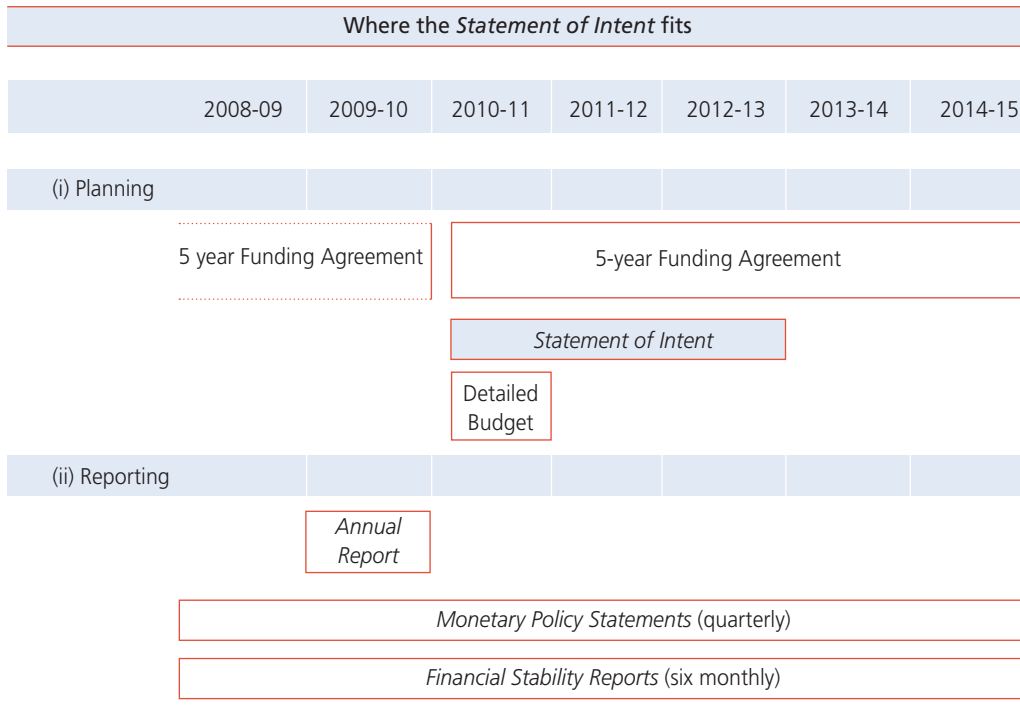 Where the Statement of Intent fits
2008-09 2009-10 2010-11 2011-12 2012-13 2013-14 2014-15
(i) Planning
5 year Funding Agreement
5-year Funding Agreement
Statement of Intent
Detailed
Budget
(ii) Reporting
Annual
Report
Monetary Policy Statements (quarterly)
Financial Stability Reports (six monthly)